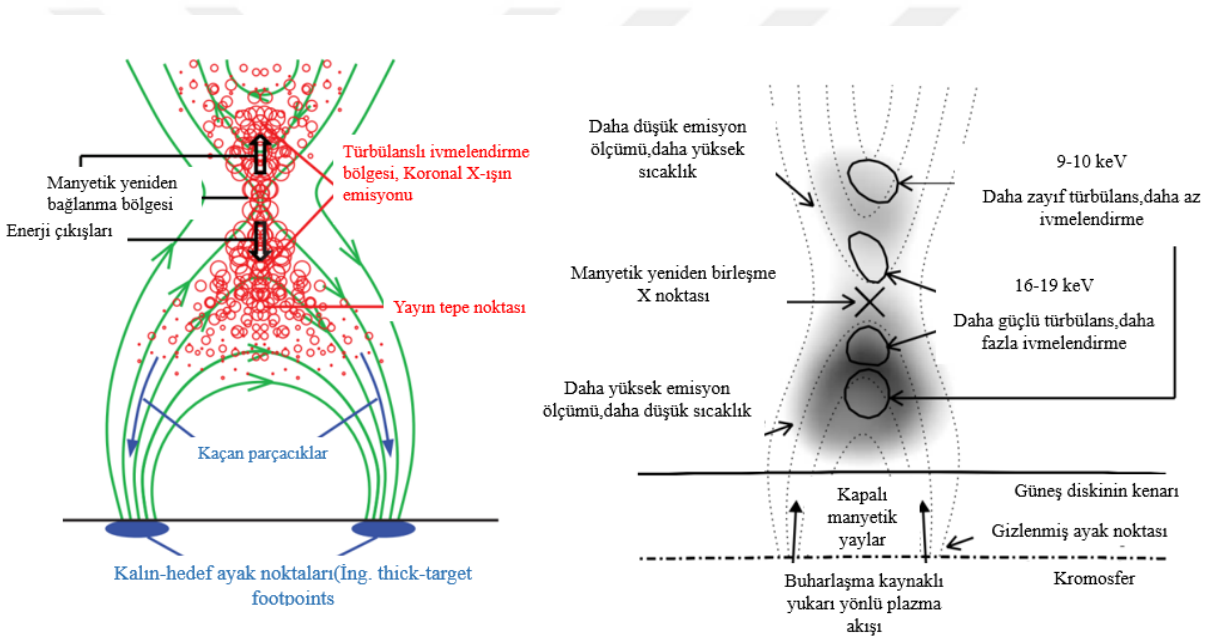 Türbülanslı ivmelendirme
bölgesi, Koronal X-ışın
emisyonu
Manyetik yeniden
bağlanma bölgesi
Enerji çıkışları
Yayın tepe noktası
Kaçan parçacıklar
Kalın-hedef ayak noktaları(İng. thick-target
footpoints
Daha düşük emisyon
ölçümü,daha yüksek
sıcaklık
9-10 keV
Daha zayıf türbülans,daha az
ivmelendirme
Manyetik yeniden birleşme
X noktası
16-19 keV
Daha güçlü türbülans,daha
fazla ivmelendirme
Daha yüksek emisyon
ölçümü,daha düşük sıcaklık
Kapalı
manyetik
yaylar
Güneş diskinin kenarı
Gizlenmiş ayak noktası
Kromosfer
Buharlaşma kaynaklı
yukarı yönlü plazma
akışı